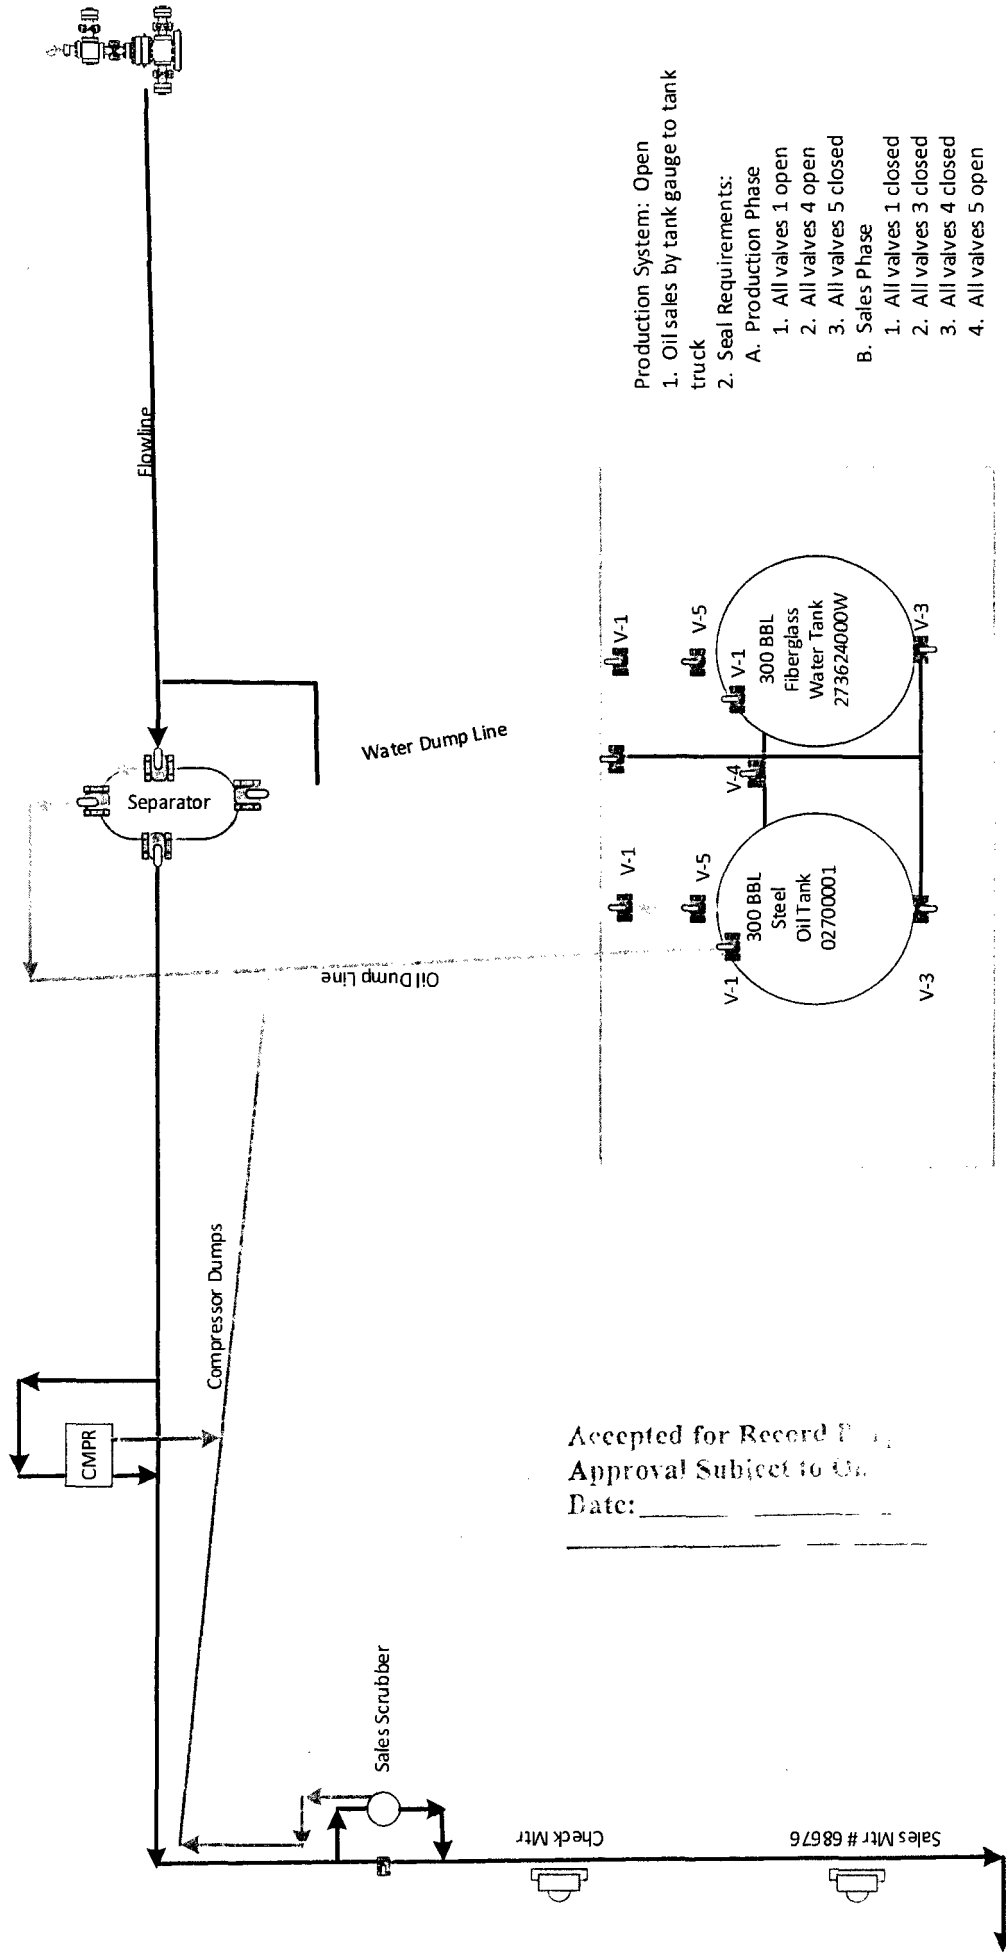 Flowline
Separator
Water Dump Line
Oil Dump Line
Compressor Dumps
CMPR
Sales Scrubber
Check Mtr
Sales Mtr # 68676
Production System: Open
1. Oil sales by tank gauge to tank
truck
2. Seal Requirements:
A. Production Phase
1. All valves 1 open
2. All valves 4 open
3. All valves 5 closed
B. Sales Phase
1. All valves 1 closed
2. All valves 3 closed
3. All valves 4 closed
4. All valves 5 open
V-1
V-5
V-1
300 BBL
Fiberglass
Water Tank
273624000W
V-3
V-4
V-1
V-5
V-1
300 BBL
Steel
Oil Tank
02700001
V-3
Accepted for Record
Approval Subject to
Date: